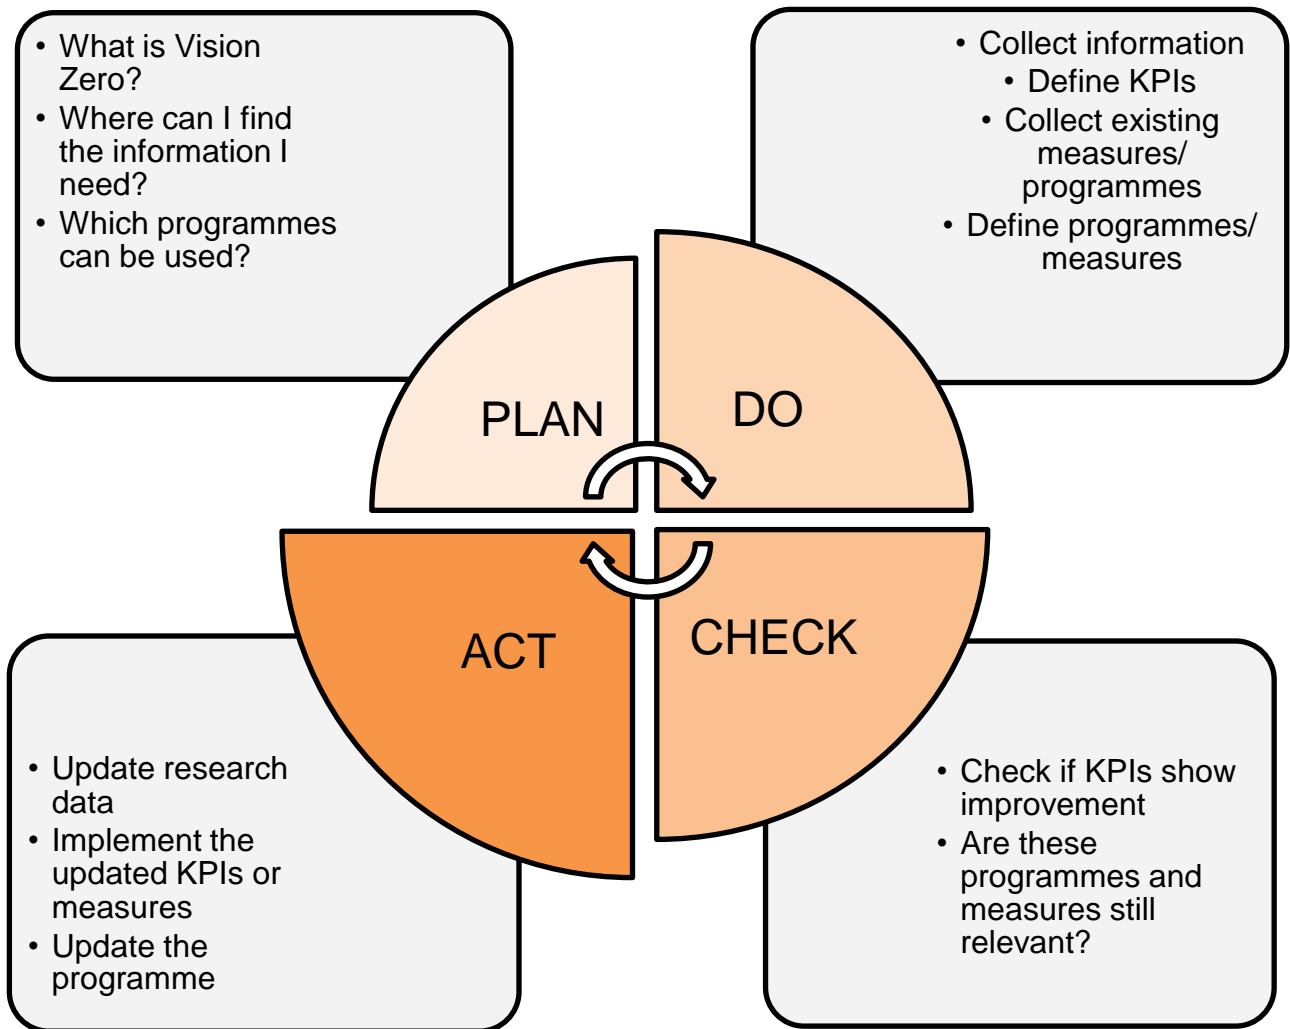 • What is Vision
Zero?
• Where can I find
the information I
need?
• Which programmes
can be used?
• Collect information
• Define KPIs
• Collect existing
measures/
programmes
• Define programmes/
measures
PLAN
DO
ACT
CHECK
• Update research
data
• Implement the
updated KPIs or
measures
• Update the
programme
• Check if KPIs show
improvement
• Are these
programmes and
measures still
relevant?